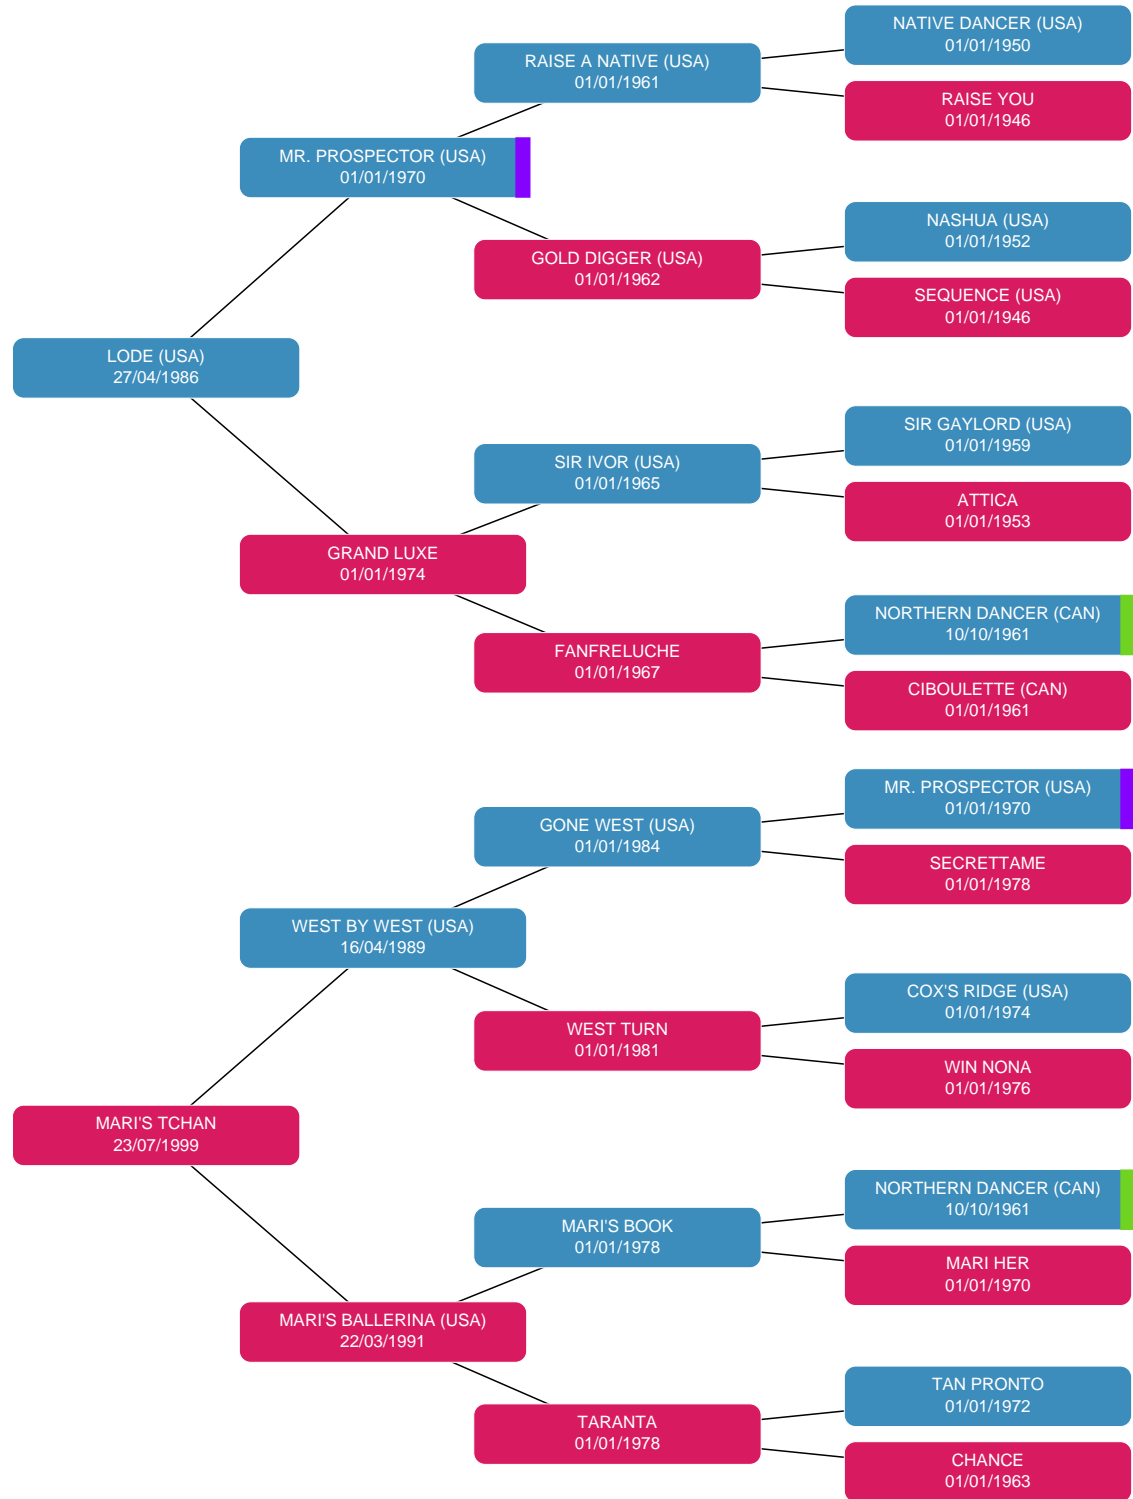 NATIVE DANCER (USA)
01/01/1950
RAISE A NATIVE (USA)
01/01/1961
RAISE YOU
01/01/1946
MR. PROSPECTOR (USA)
01/01/1970
NASHUA (USA)
01/01/1952
GOLD DIGGER (USA)
01/01/1962
SEQUENCE (USA)
01/01/1946
LODE (USA)
27/04/1986
SIR GAYLORD (USA)
01/01/1959
SIR IVOR (USA)
01/01/1965
ATTICA
01/01/1953
GRAND LUXE
01/01/1974
NORTHERN DANCER (CAN)
10/10/1961
FANFRELUCHE
01/01/1967
CIBOULETTE (CAN)
01/01/1961
MR. PROSPECTOR (USA)
01/01/1970
GONE WEST (USA)
01/01/1984
SECRETTAME
01/01/1978
WEST BY WEST (USA)
16/04/1989
COX'S RIDGE (USA)
01/01/1974
WEST TURN
01/01/1981
WIN NONA
01/01/1976
MARI'S TCHAN
23/07/1999
NORTHERN DANCER (CAN)
10/10/1961
MARI'S BOOK
01/01/1978
MARI HER
01/01/1970
MARI'S BALLERINA (USA)
22/03/1991
TAN PRONTO
01/01/1972
TARANTA
01/01/1978
CHANCE
01/01/1963